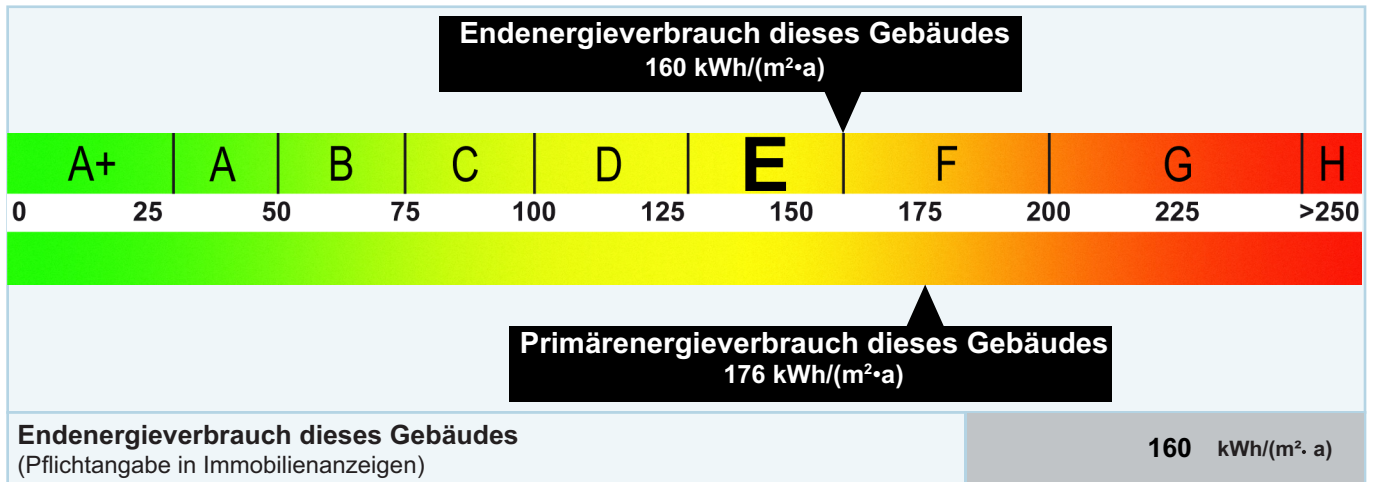 Endenergieverbrauch dieses Gebäudes
160 kWh/(m²•a)
A+ A B C D E F G H
0 25 50 75 100 125 150 175 200 225 >250
Primärenergieverbrauch dieses Gebäudes
176 kWh/(m²•a)
Endenergieverbrauch dieses Gebäudes
(Pflichtangabe in Immobilienanzeigen)
160 kWh/(m²· a)